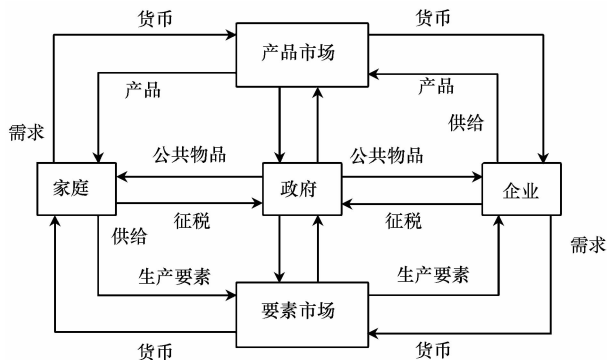 货币
货币
产品市场
产品
产品
需求
供给
公共物品
公共物品
家庭
政府
企业
征税
征税
供给
需求
生产要素
生产要素
要素市场
货币
货币